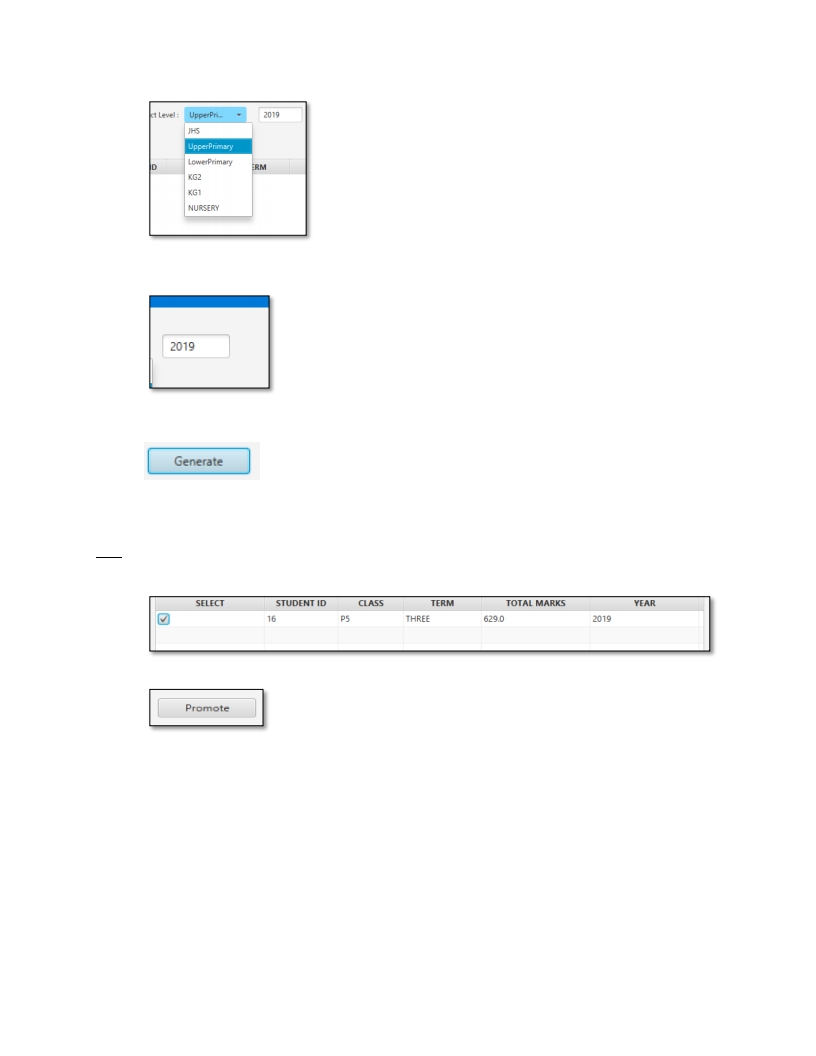 ct Level : UpperPri... 2019
JHS
UpperPrimary
LowerPrimary
ID ERM
KG2
KG1
NURSERY
2019
Generate
SELECT STUDENT ID CLASS TERM TOTAL MARKS YEAR
16 P5 THREE 629.0 2019
Promote